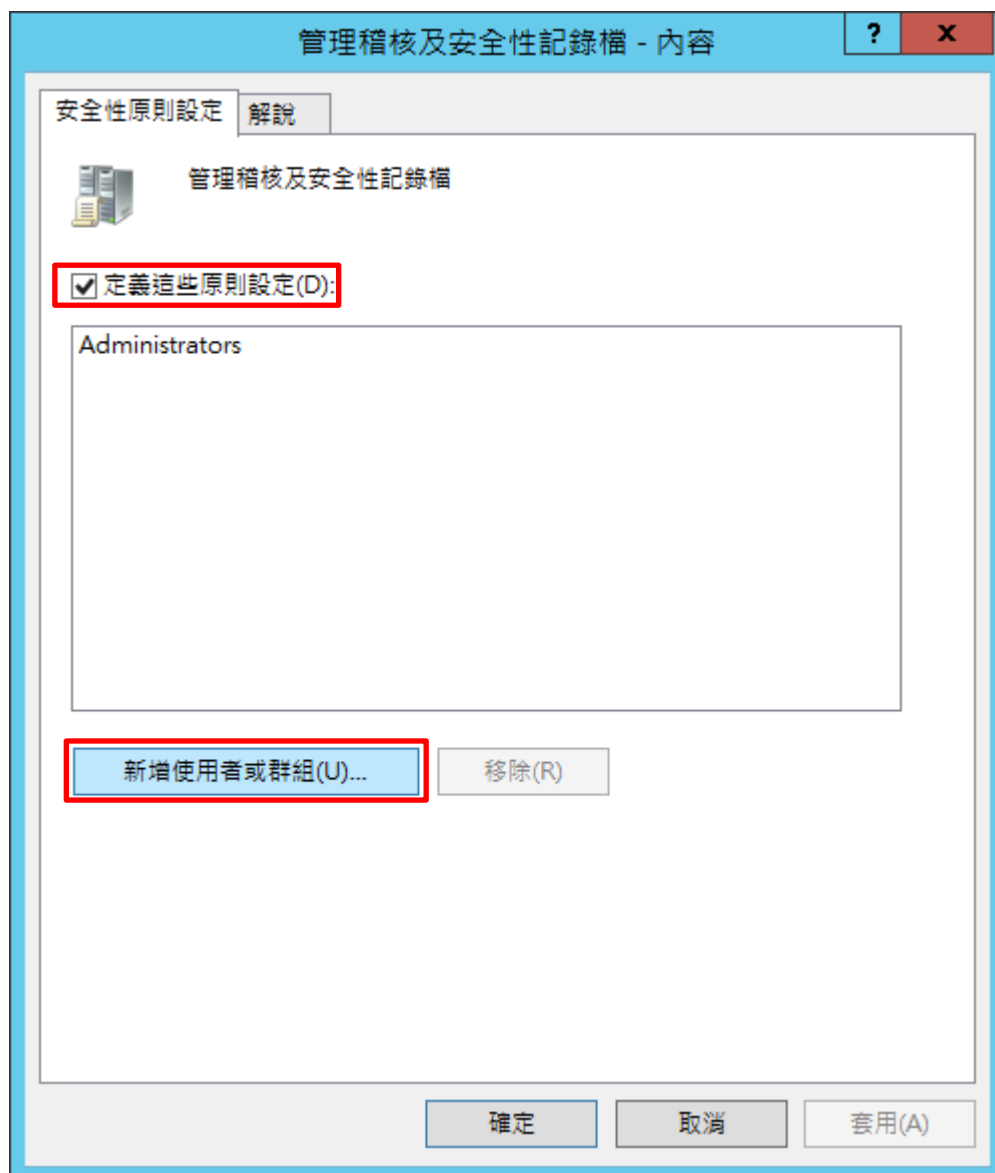 管理稽核及安全性記錄檔 - 內容
?
x
安全性原則設定
解說
管理稽核及安全性記錄檔
定義這些原則設定(D):
Administrators
新增使用者或群組(U)...
移除(R)
確定
取消
套用(A)